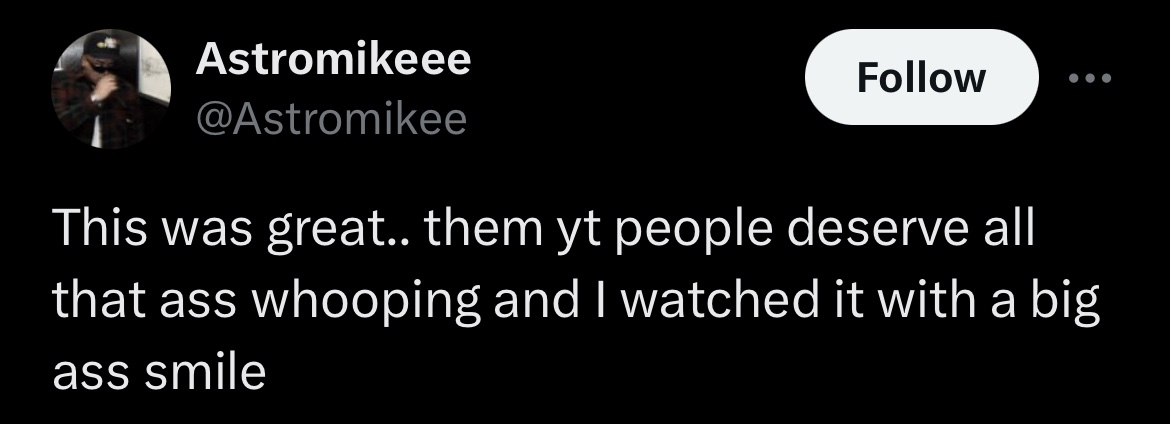 Astromikeee
@Astromikee
Follow
This was great.. them yt people deserve all
that ass whooping and I watched it with a big
ass smile